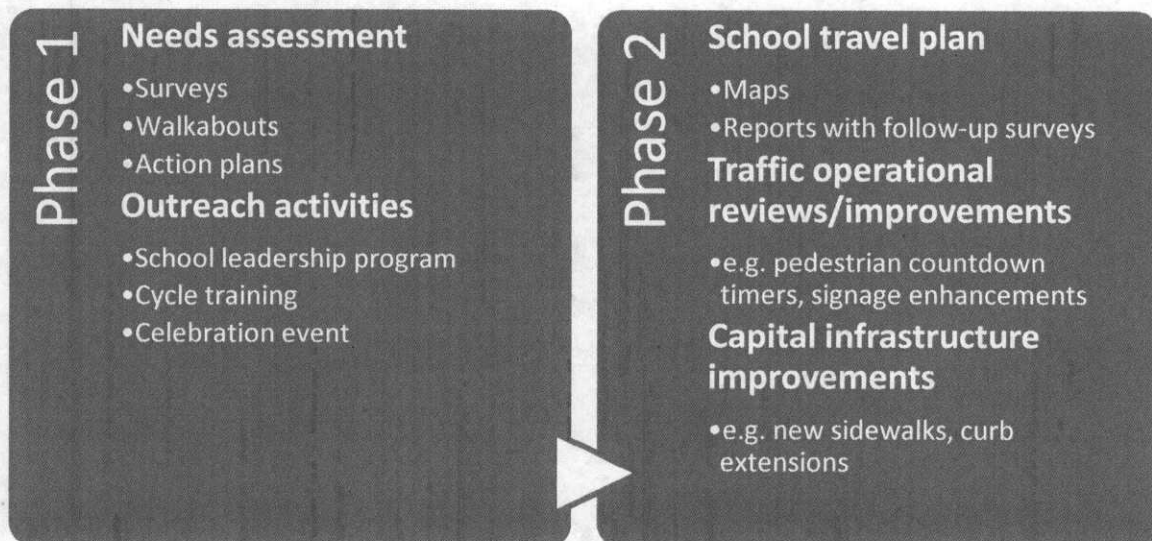 Phase 1
Needs assessment
•Surveys
•Walkabouts
•Action plans
Outreach activities
•School leadership program
•Cycle training
•Celebration event
Phase 2
School travel plan
•Maps
•Reports with follow-up surveys
Traffic operational
reviews/improvements
•e.g. pedestrian countdown
timers, signage enhancements
Capital infrastructure
improvements
•e.g. new sidewalks, curb
extensions